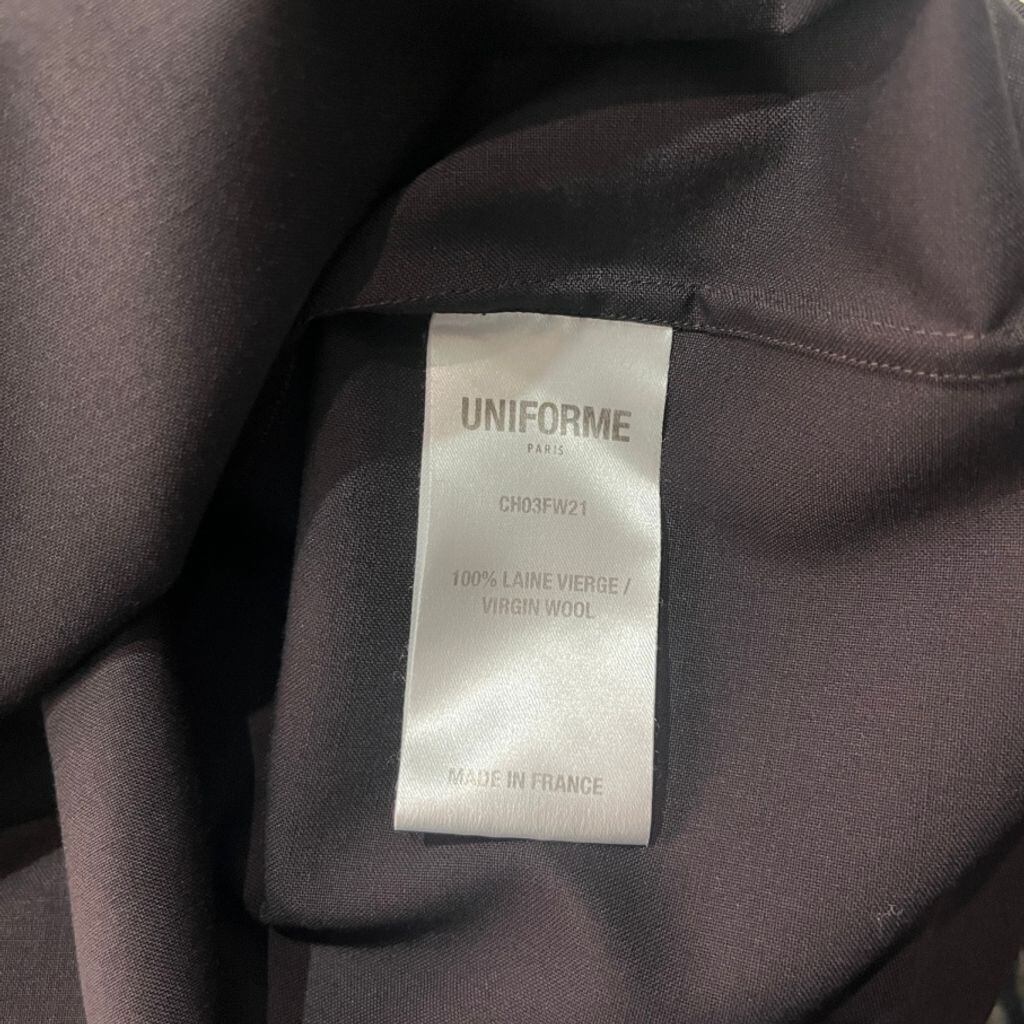 UNIFORME
PARIS
CH03FW21
100% LAINE VIERGE /
VIRGIN WOOL
MADE IN FRANCE